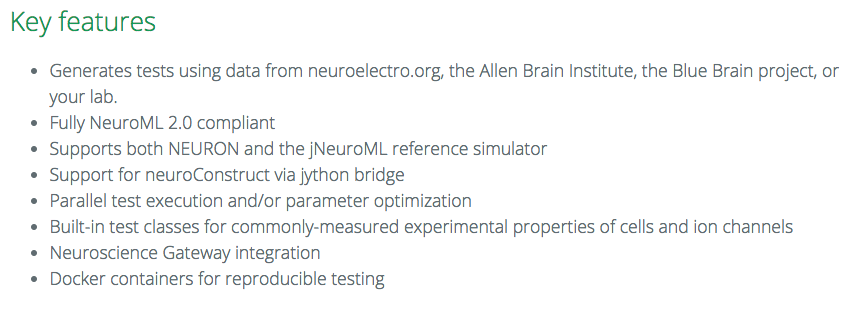 Key features
• Generates tests using data from neuroelectro.org, the Allen Brain Institute, the Blue Brain project, or
your lab.
• Fully NeuroML 2.0 compliant
• Supports both NEURON and the jNeuroML reference simulator
• Support for neuroConstruct via jython bridge
• Parallel test execution and/or parameter optimization
• Built-in test classes for commonly-measured experimental properties of cells and ion channels
• Neuroscience Gateway integration
• Docker containers for reproducible testing